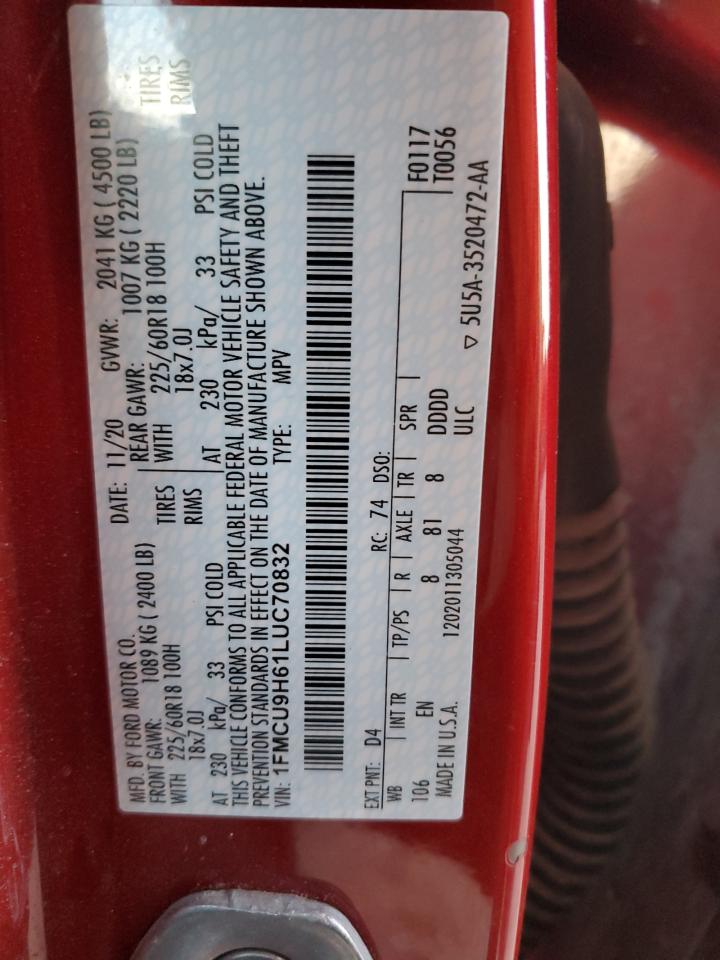 MFD. BY FORD MOTOR CO. DATE: 11/20 GVWR: 2041 KG ( 4500 LB)
FRONT GAWR: 1089 KG ( 2400 LB) REAR GAWR: 1007 KG ( 2220 LB)
WITH 225/60R18 100H TIRES WITH 225/60R18 100H TIRES
18x7.0J RIMS 18x7.0J RIMS
AT 230 kPa/ 33 PSI COLD AT 230 kPa/ 33 PSI COLD
THIS VEHICLE CONFORMS TO ALL APPLICABLE FEDERAL MOTOR VEHICLE SAFETY AND THEFT
PREVENTION STANDARDS IN EFFECT ON THE DATE OF MANUFACTURE SHOWN ABOVE.
VIN: 1FMCU9H61LUC70832 TYPE: MPV
EXT PNT: D4 RC: 74 DSO: F0117
WB INT TR TP/PS R AXLE TR SPR T0056
106 EN 8 81 8 DDDD
MADE IN U.S.A. 1202011305044 ULC
▽ 5U5A-3520472-AA